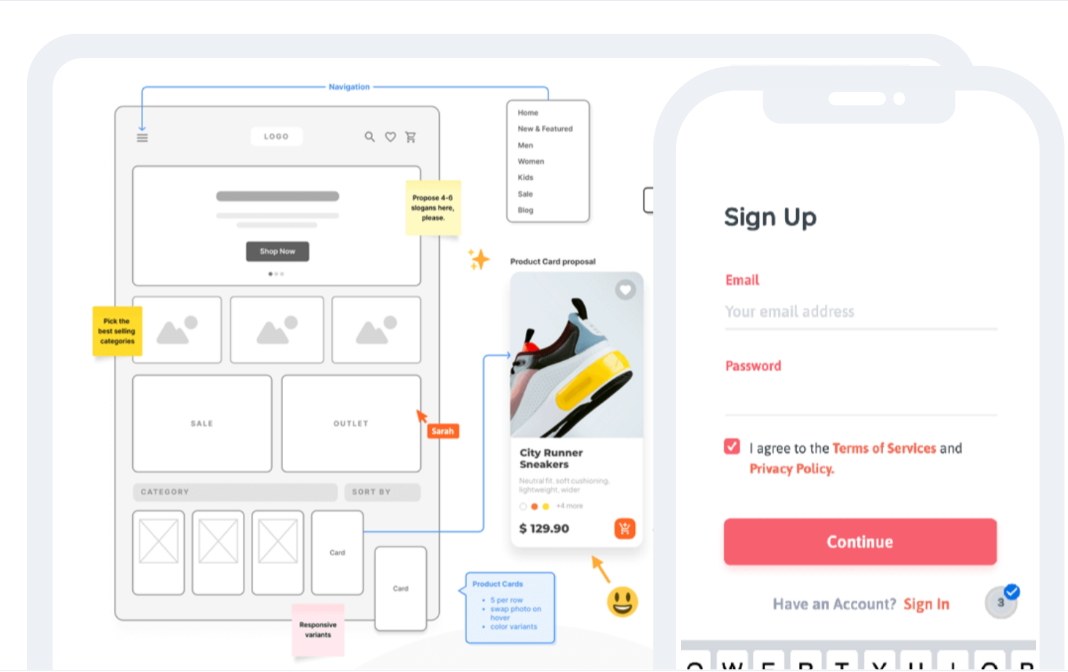 Navigation
LOGO
Home
New & Featured
Men
Women
Kids
Sale
Blog
Propose 4-6
slogans here,
please.
Shop Now
Pick the
best selling
categories
SALE
OUTLET
Sarah
CATEGORY
SORT BY
Card
Card
Responsive
variants
Product Card proposal
City Runner
Sneakers
Neutral fit, soft cushioning,
lightweight, wider
+4 more
$ 129.90
Product Cards
• 5 per row
• swap photo on
hover
• color variants
Sign Up
Email
Your email address
Password
I agree to the Terms of Services and
Privacy Policy.
Continue
Have an Account? Sign In
3
Q W E R T Y U I O P